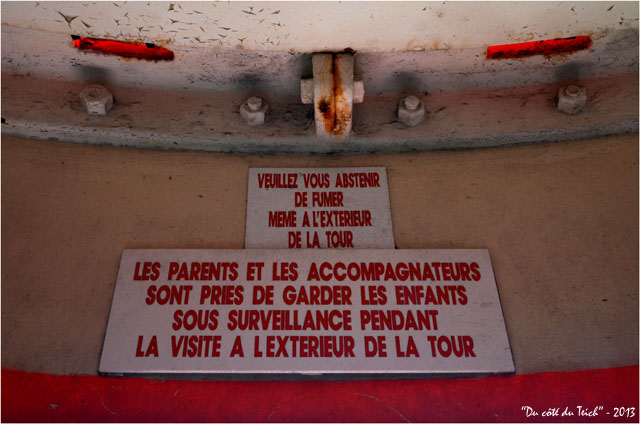 VEUILLEZ VOUS ABSTENIR
DE FUMER
MEME A L'EXTERIEUR
DE LA TOUR
LES PARENTS ET LES ACCOMPAGNATEURS
SONT PRIES DE GARDER LES ENFANTS
SOUS SURVEILLANCE PENDANT
LA VISITE A L'EXTERIEUR DE LA TOUR
"Du côté du Teich" - 2013